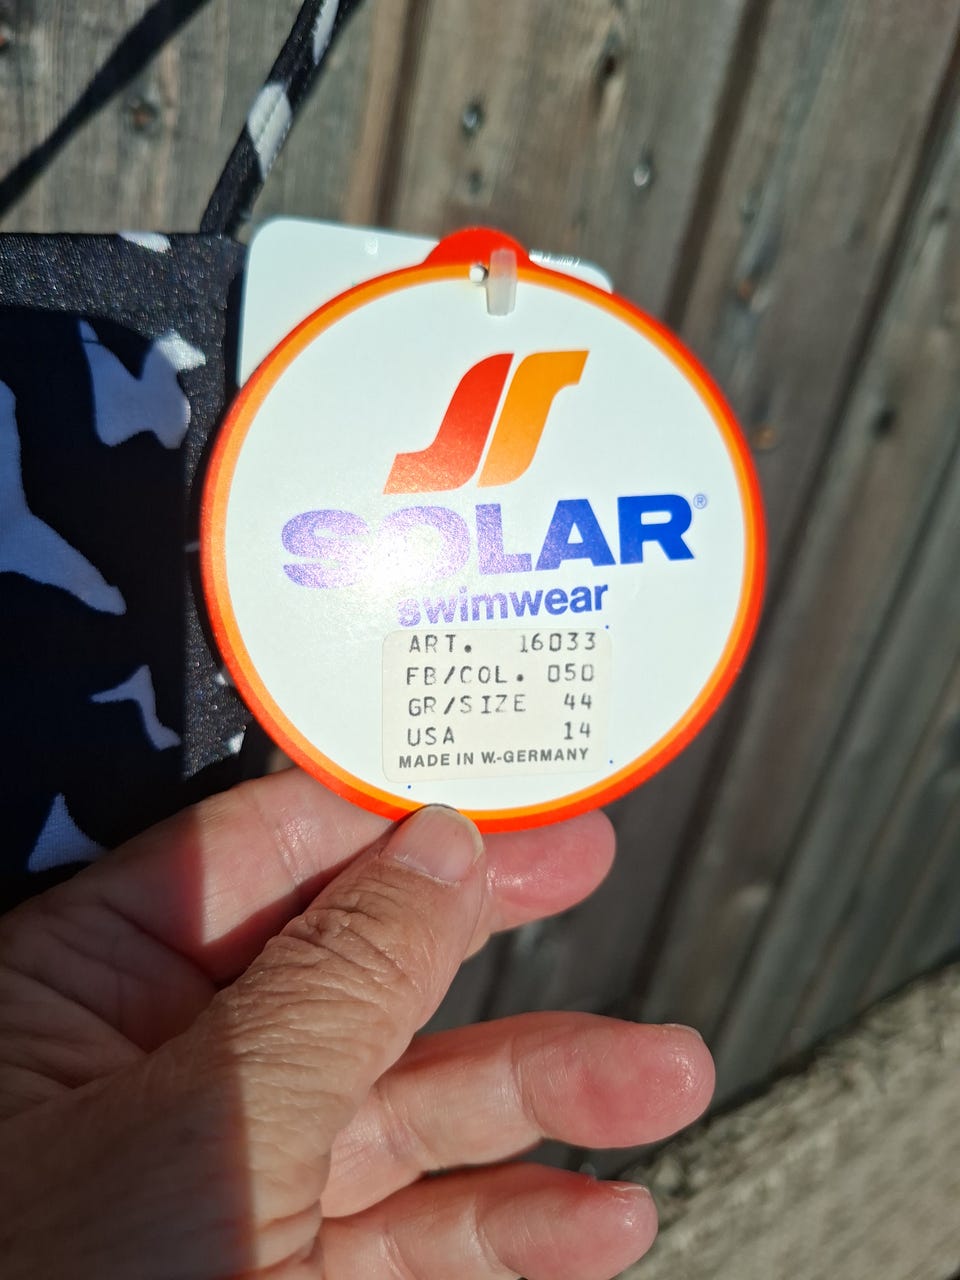 SOLAR®
swimwear
ART. 16033
FB/COL. 050
GR/SIZE 44
USA 14
MADE IN W.-GERMANY